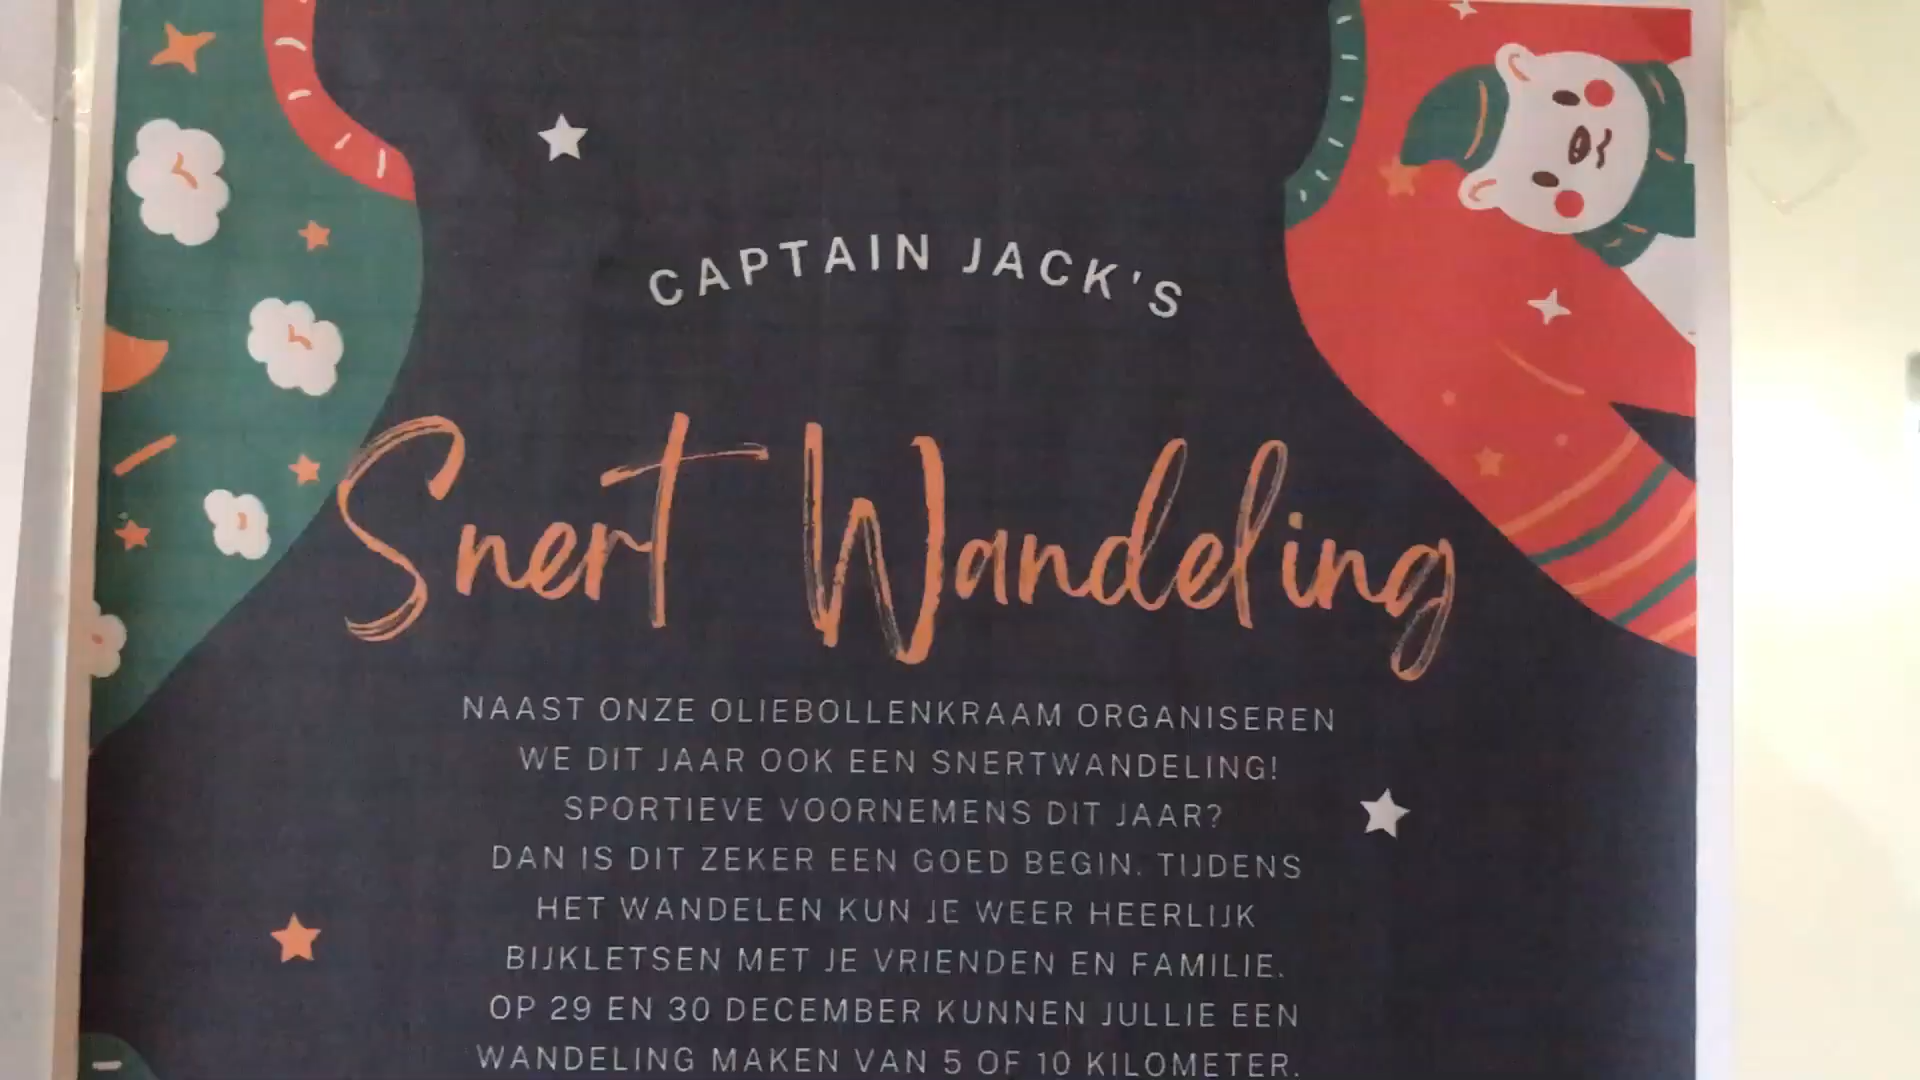 CAPTAIN JACK'S
Snert Wandeling
NAAST ONZE OLIEBOLLENKRAAM ORGANISEREN
WE DIT JAAR OOK EEN SNERTWANDELING!
SPORTIEVE VOORNEMENS DIT JAAR?
DAN IS DIT ZEKER EEN GOED BEGIN. TIJDENS
HET WANDELEN KUN JE WEER HEERLIJK
BIJKLETSEN MET JE VRIENDEN EN FAMILIE.
OP 29 EN 30 DECEMBER KUNNEN JULLIE EEN
WANDELING MAKEN VAN 5 OF 10 KILOMETER.